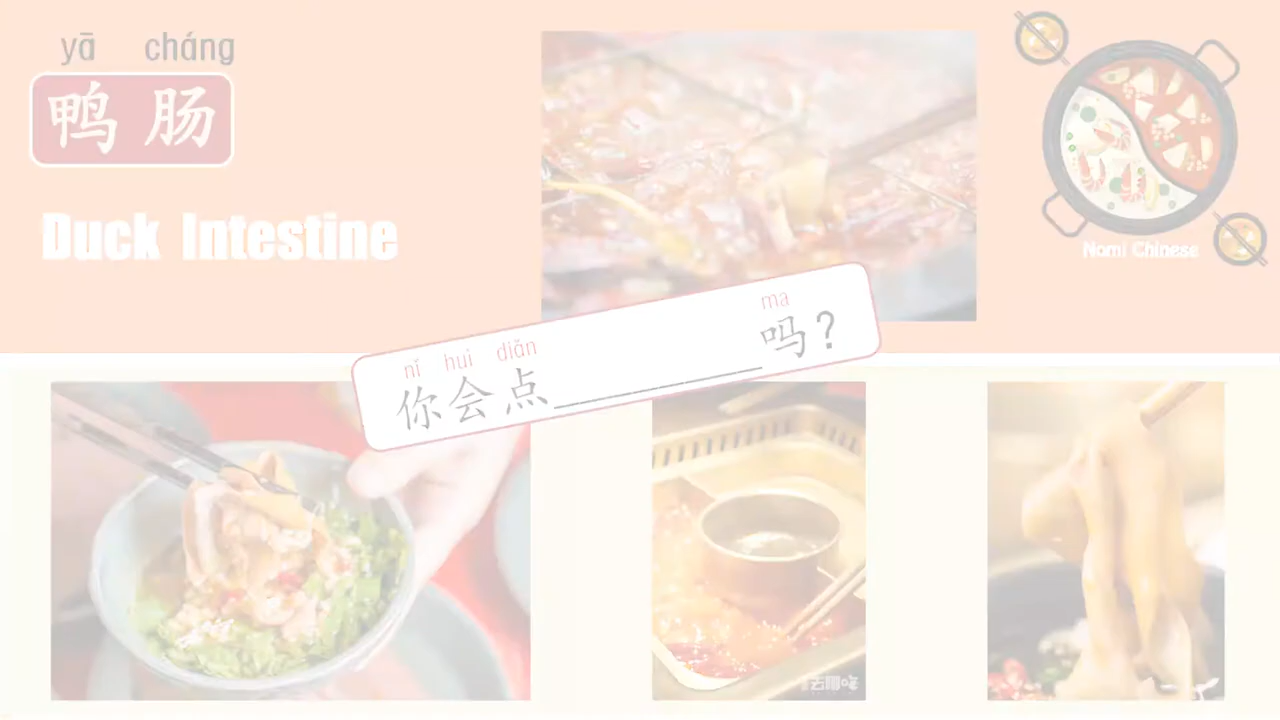 yā cháng
鸭 肠
Duck Intestine
Nomi Chinese
nǐ huì diǎn
ma
你会点________吗?